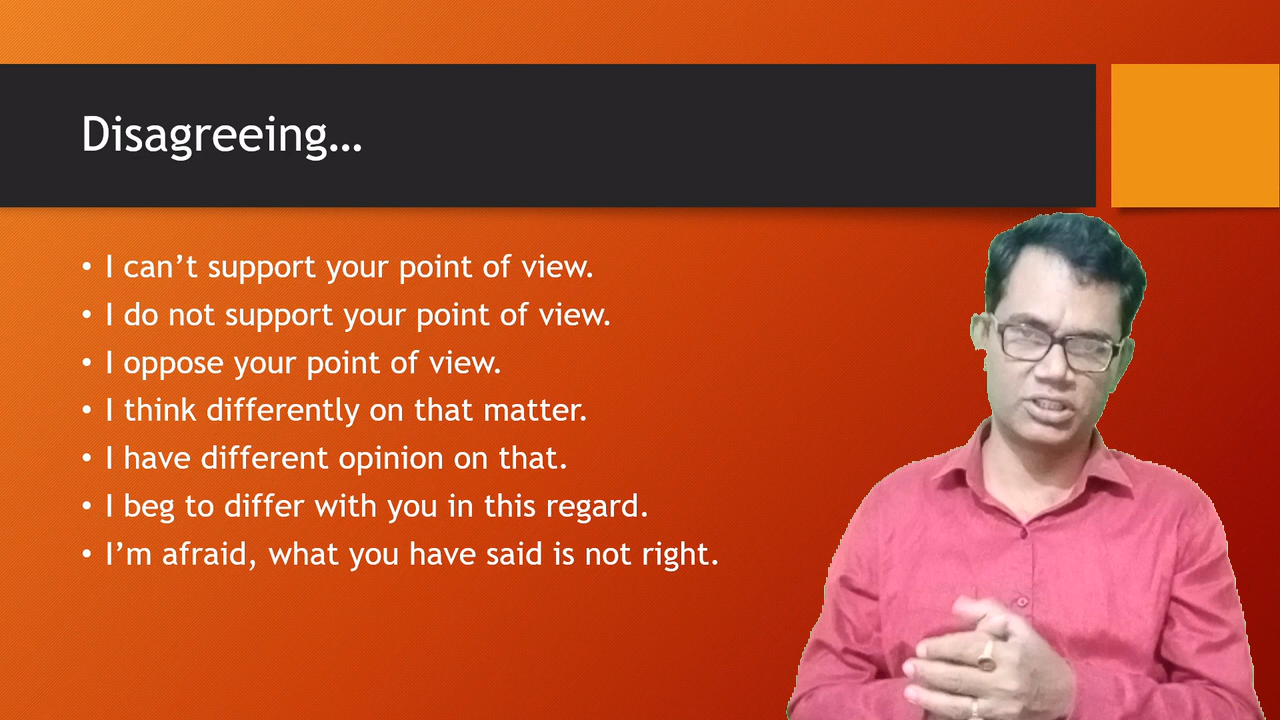 Disagreeing…
• I can’t support your point of view.
• I do not support your point of view.
• I oppose your point of view.
• I think differently on that matter.
• I have different opinion on that.
• I beg to differ with you in this regard.
• I’m afraid, what you have said is not right.